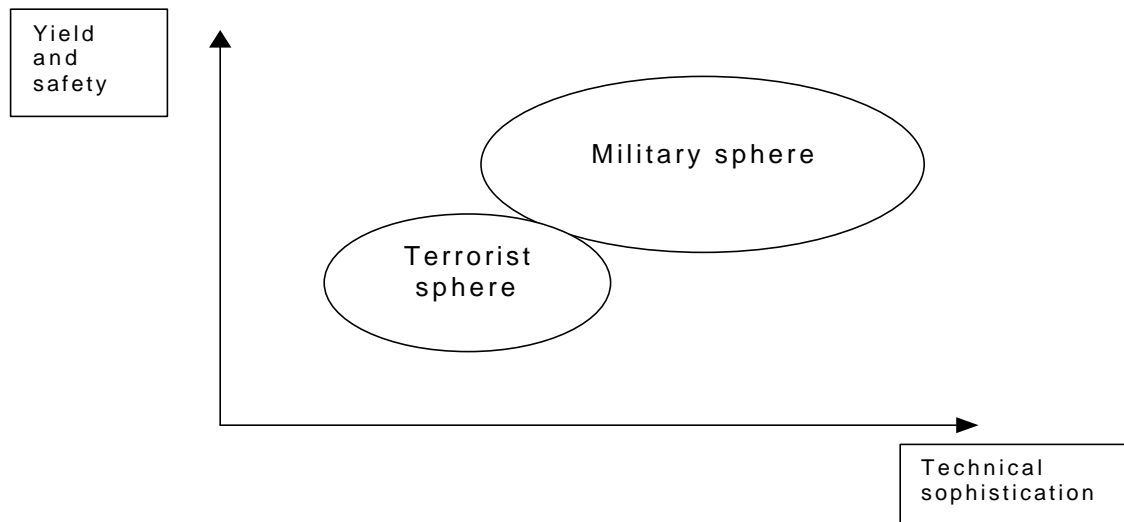 Yield
and
safety
Military sphere
Terrorist
sphere
Technical
sophistication